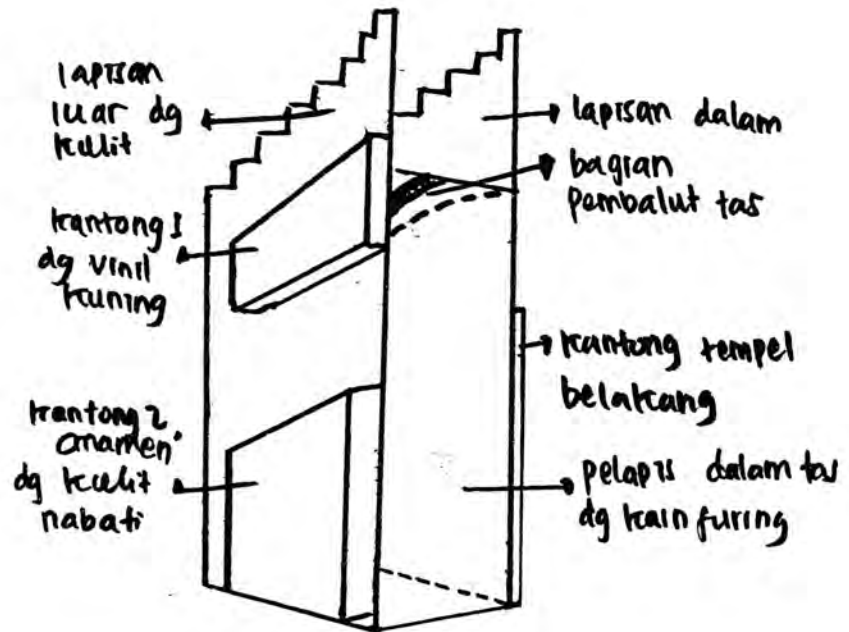 lapisan
luar dg
kulit
kantong 1
dg vinil
kuning
kantong 2
ornamen
dg kulit
nabati
lapisan dalam
bagian
pembalut tas
kantong tempel
belakang
pelapis dalam tas
dg kain furing